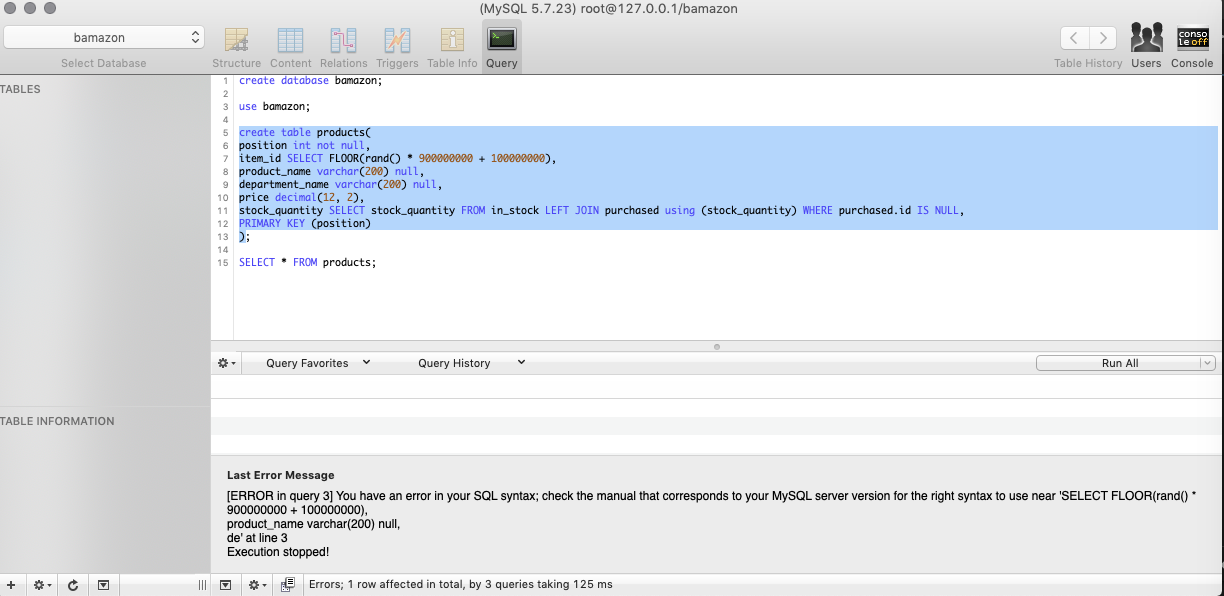 (MySQL 5.7.23) root@127.0.0.1/bamazon
bamazon
Select Database
Structure
Content
Relations
Triggers
Table Info
Query
Table History
Users
conso
le off
Console
TABLES
1 create database bamazon;
2
3 use bamazon;
4
5 create table products(
6 position int not null,
7 item_id SELECT FLOOR(rand() * 900000000 + 100000000),
8 product_name varchar(200) null,
9 department_name varchar(200) null,
10 price decimal(12, 2),
11 stock_quantity SELECT stock_quantity FROM in_stock LEFT JOIN purchased using (stock_quantity) WHERE purchased.id IS NULL,
12 PRIMARY KEY (position)
13 );
14
15 SELECT * FROM products;
Query Favorites
Query History
Run All
TABLE INFORMATION
Last Error Message
[ERROR in query 3] You have an error in your SQL syntax; check the manual that corresponds to your MySQL server version for the right syntax to use near 'SELECT FLOOR(rand() *
900000000 + 100000000),
product_name varchar(200) null,
de' at line 3
Execution stopped!
Errors; 1 row affected in total, by 3 queries taking 125 ms